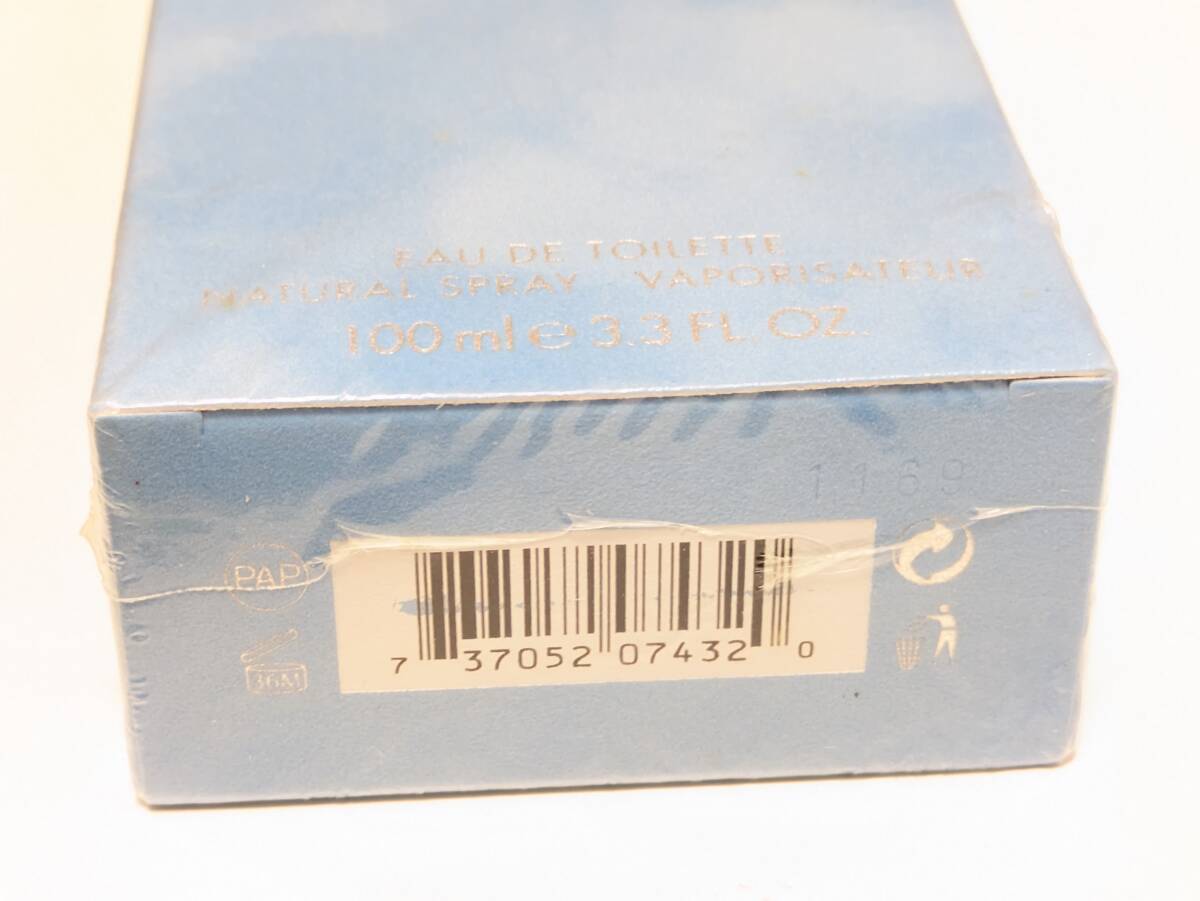 EAU DE TOILETTE
NATURAL SPRAY VAPORISATEUR
100 ml e 3.3 FL. OZ.
1169
PAP
36M
7 37052 07432 0